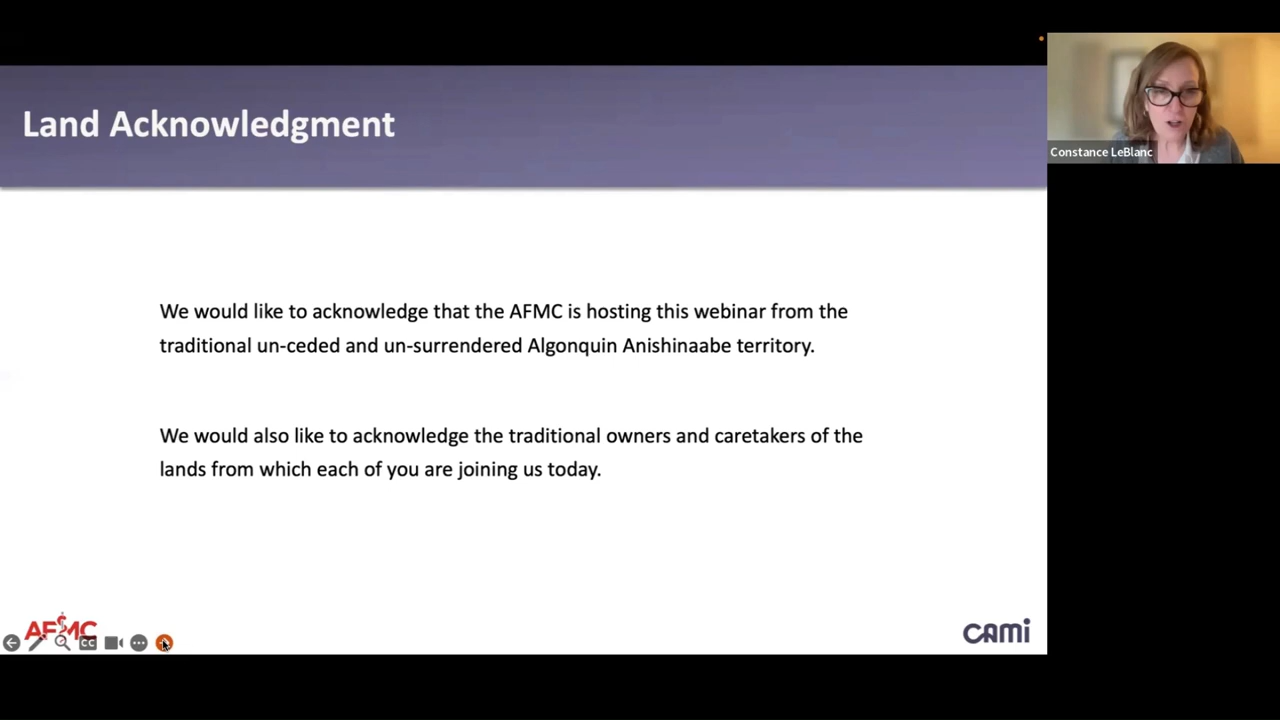 Land Acknowledgment
Constance LeBlanc
We would like to acknowledge that the AFMC is hosting this webinar from the
traditional un-ceded and un-surrendered Algonquin Anishinaabe territory.
We would also like to acknowledge the traditional owners and caretakers of the
lands from which each of you are joining us today.
AFMC
CC
CAMi